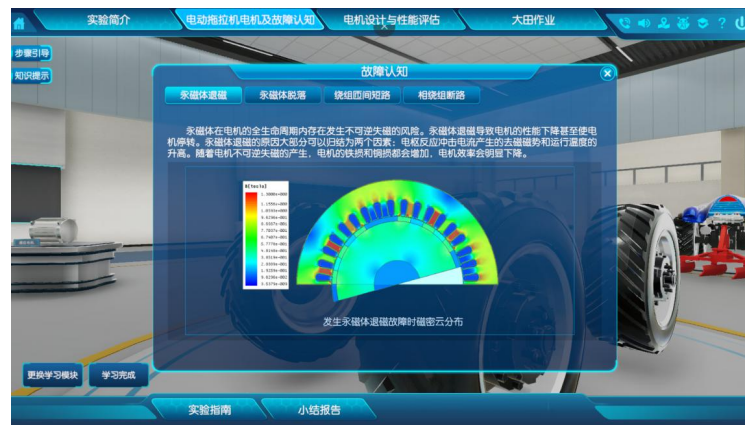 实验简介
电动拖拉机电机及故障认知
电机设计与性能评估
大田作业
步骤引导
知识提示
故障认知
永磁体退磁
永磁体脱落
绕组匝间短路
相绕组断路
永磁体在电机的全生命周期内存在发生不可逆失磁的风险。永磁体退磁导致电机的性能下降甚至使电
机停转。永磁体退磁的原因大部分可以归结为两个因素：电枢反应冲击电流产生的去磁磁势和运行温度的
升高。随着电机不可逆失磁的产生，电机的铁损和铜损都会增加，电机效率会明显下降。
B[tesla]
发生永磁体退磁故障时磁密云分布
更换学习模块
学习完成
实验指南
小结报告